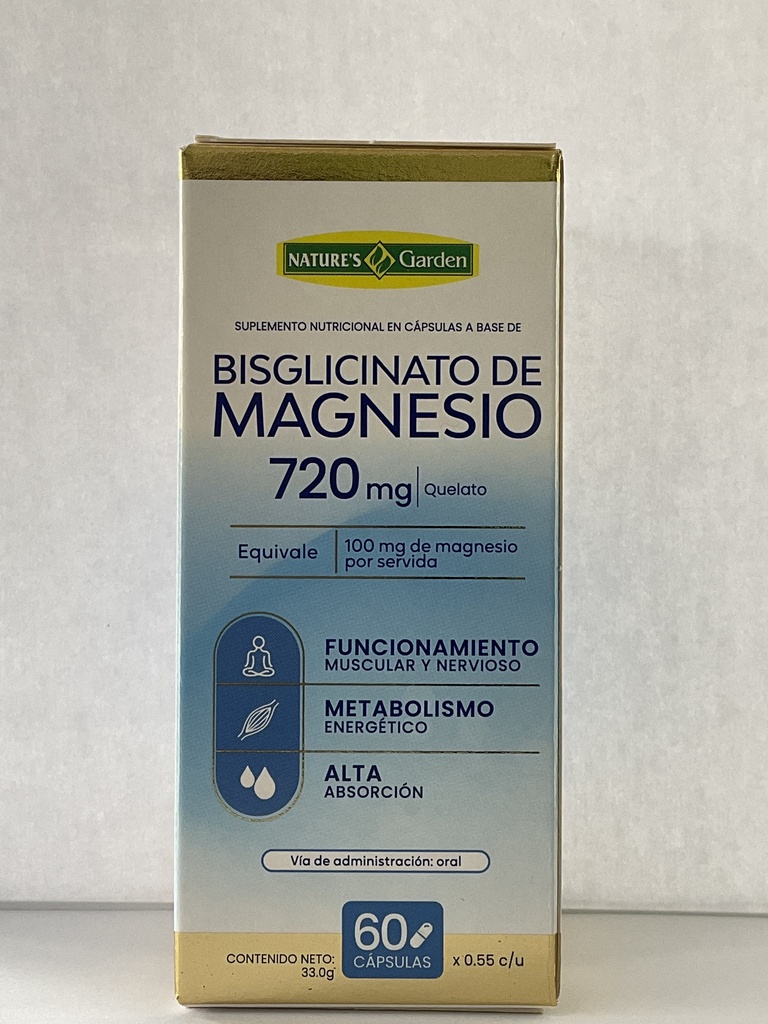 NATURE'S Garden
SUPLEMENTO NUTRICIONAL EN CÁPSULAS A BASE DE
BISGLICINATO DE
MAGNESIO
720 mg Quelato
Equivale
100 mg de magnesio
por servida
FUNCIONAMIENTO
MUSCULAR Y NERVIOSO
METABOLISMO
ENERGÉTICO
ALTA
ABSORCIÓN
Vía de administración: oral
CONTENIDO NETO:
33.0g
60
CÁPSULAS
x 0.55 c/u